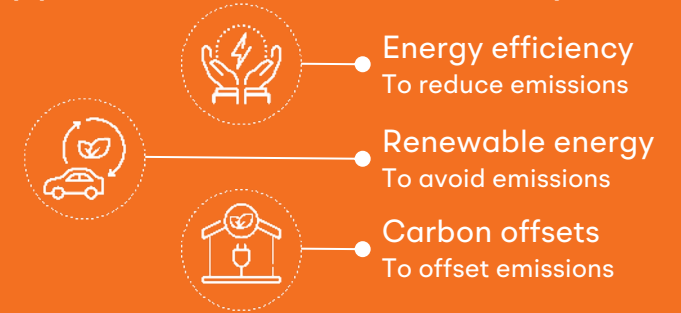 Energy efficiency
To reduce emissions
Renewable energy
To avoid emissions
Carbon offsets
To offset emissions